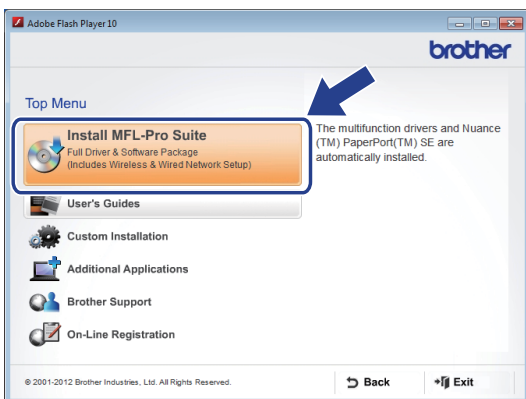 Adobe Flash Player 10
brother
Top Menu
Install MFL-Pro Suite
Full Driver & Software Package
(Includes Wireless & Wired Network Setup)
The multifunction drivers and Nuance
(TM) PaperPort(TM) SE are
automatically installed.
User's Guides
Custom Installation
Additional Applications
Brother Support
On-Line Registration
© 2001-2012 Brother Industries, Ltd. All Rights Reserved.
Back
Exit